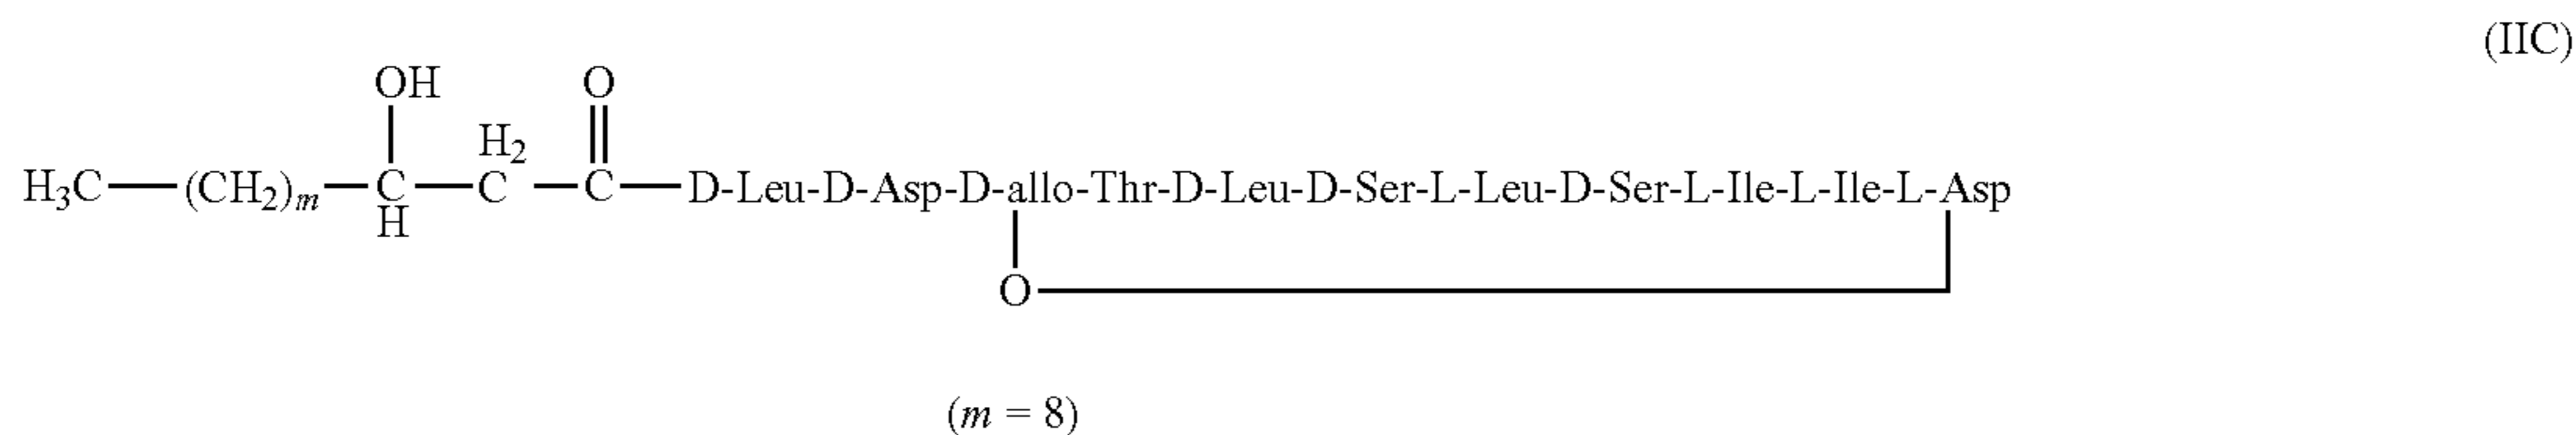 (IIC)
OH O
H₂
H₃C—(CH₂)ₘ—C—C—C—D-Leu-D-Asp-D-allo-Thr-D-Leu-D-Ser-L-Leu-D-Ser-L-Ile-L-Ile-L-Asp
H
O
(m = 8)